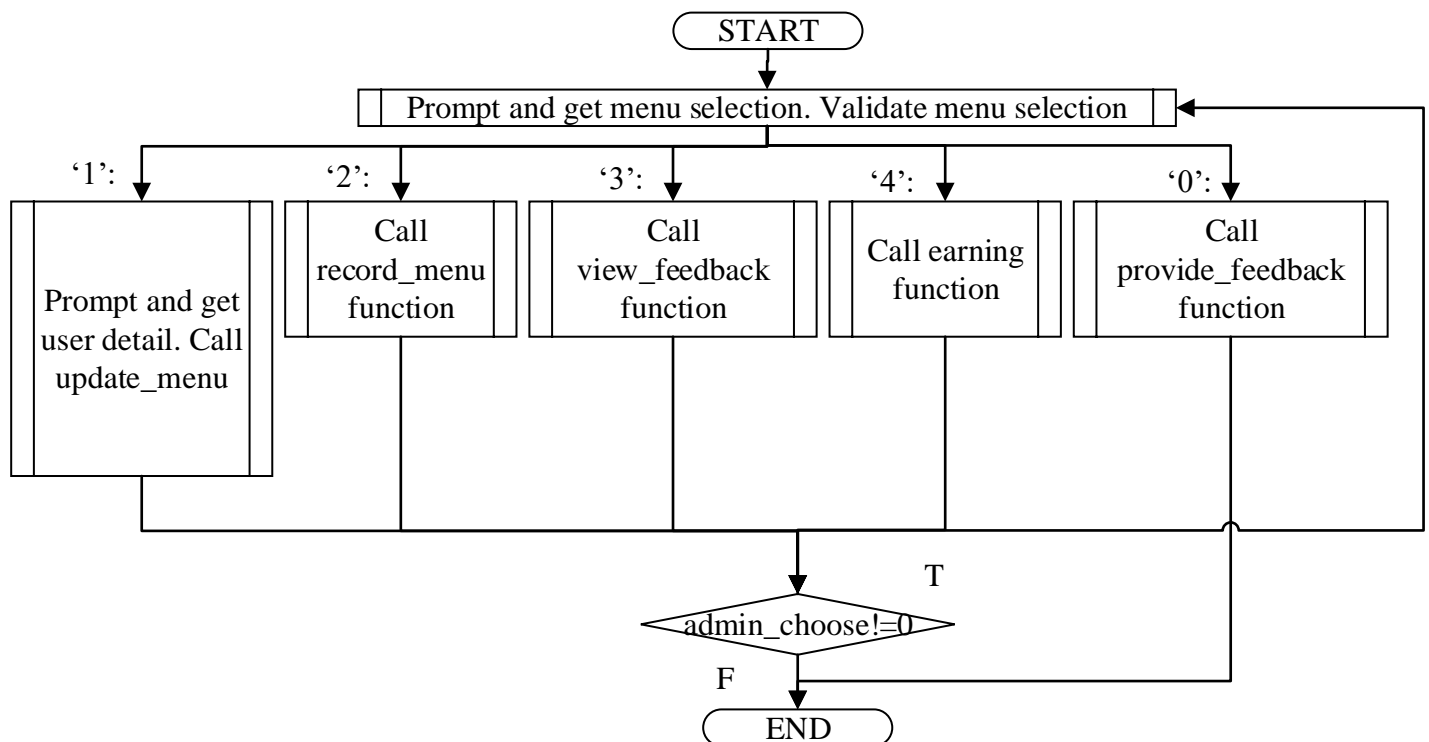 START
Prompt and get menu selection. Validate menu selection
‘1’:
‘2’:
‘3’:
‘4’:
‘0’:
Prompt and get
user detail. Call
update_menu
Call
record_menu
function
Call
view_feedback
function
Call earning
function
Call
provide_feedback
function
T
admin_choose!=0
F
END